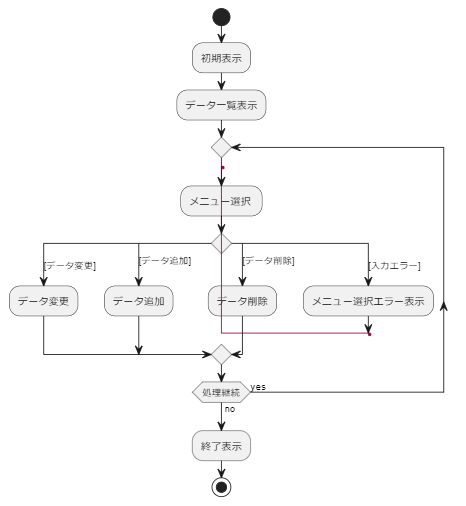 初期表示
データ一覧表示
メニュー選択
[データ変更]
[データ追加]
[データ削除]
[入力エラー]
データ変更
データ追加
データ削除
メニュー選択エラー表示
処理継続
yes
no
終了表示